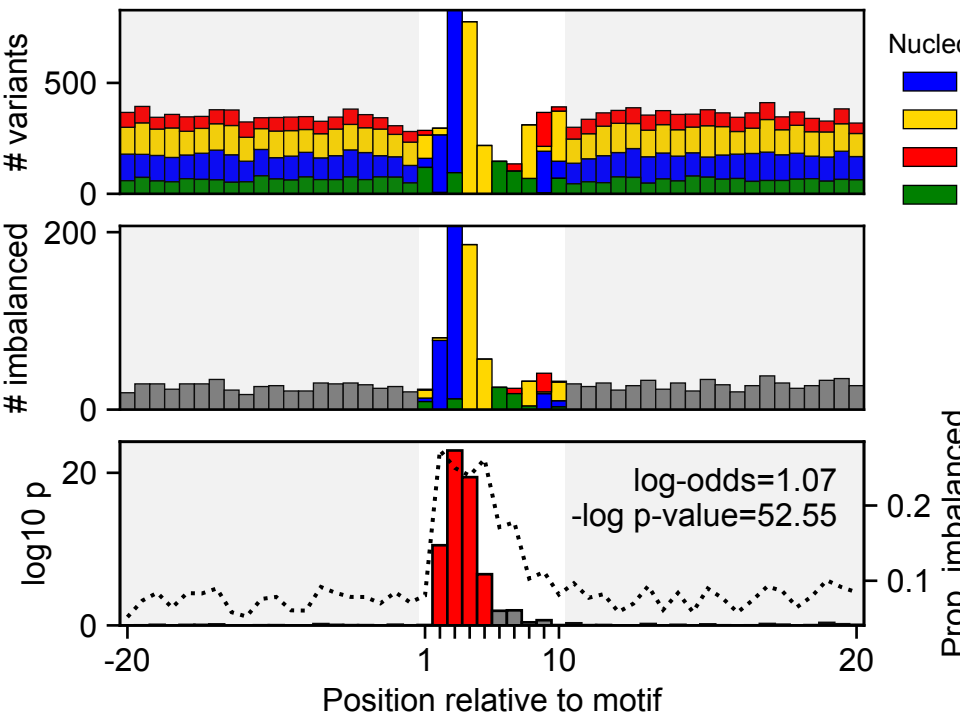 # variants
500
0
Nucleo
# imbalanced
200
0
log10 p
20
0
log-odds=1.07
-log p-value=52.55
0.2
0.1
Prop. imbalanced
-20
1
10
20
Position relative to motif